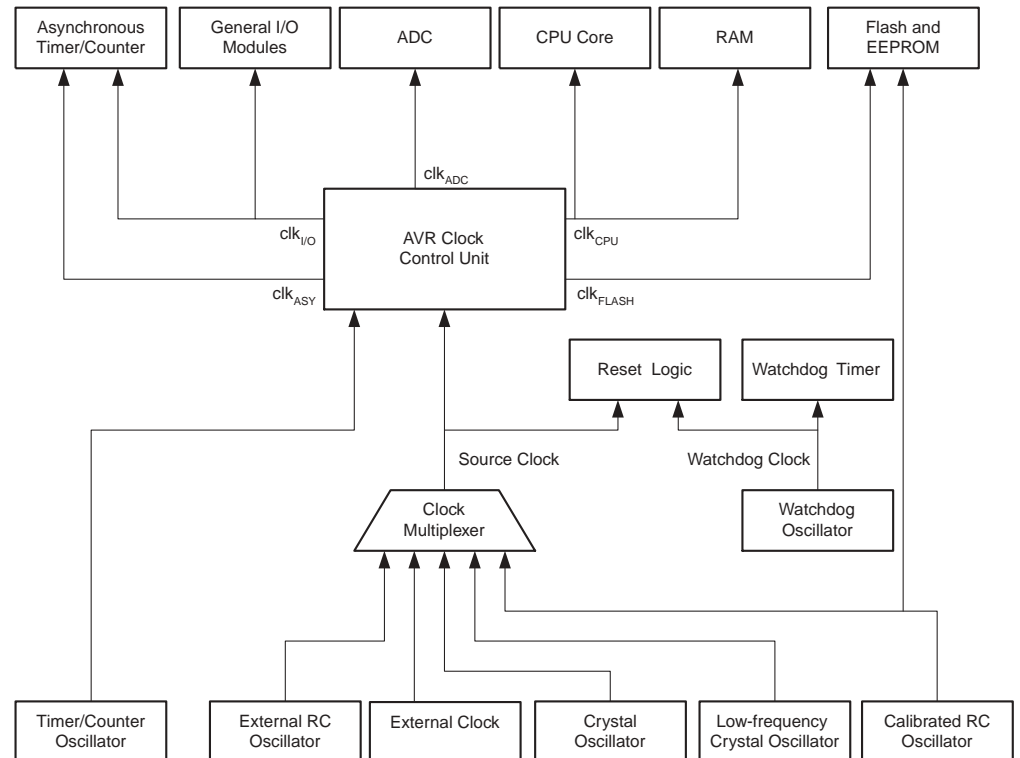 Asynchronous
Timer/Counter
General I/O
Modules
ADC
CPU Core
RAM
Flash and
EEPROM
clkADC
clkI/O
AVR Clock
Control Unit
clkCPU
clkASY
clkFLASH
Reset Logic
Watchdog Timer
Source Clock
Watchdog Clock
Clock
Multiplexer
Watchdog
Oscillator
Timer/Counter
Oscillator
External RC
Oscillator
External Clock
Crystal
Oscillator
Low-frequency
Crystal Oscillator
Calibrated RC
Oscillator